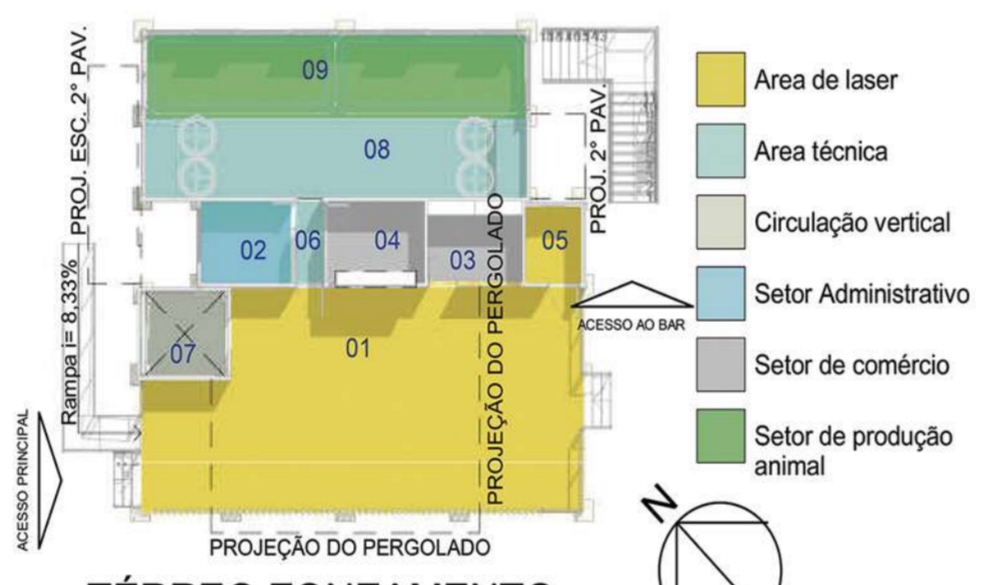 PROJ. ESC. 2° PAV.
09
08
PROJ. 2° PAV.
02
06
04
03
05
01
07
Rampa i= 8,33%
ACESSO PRINCIPAL
ACESSO AO BAR
PROJEÇÃO DO PERGOLADO
PROJEÇÃO DO PERGOLADO
Area de laser
Area técnica
Circulação vertical
Setor Administrativo
Setor de comércio
Setor de produção
animal
N